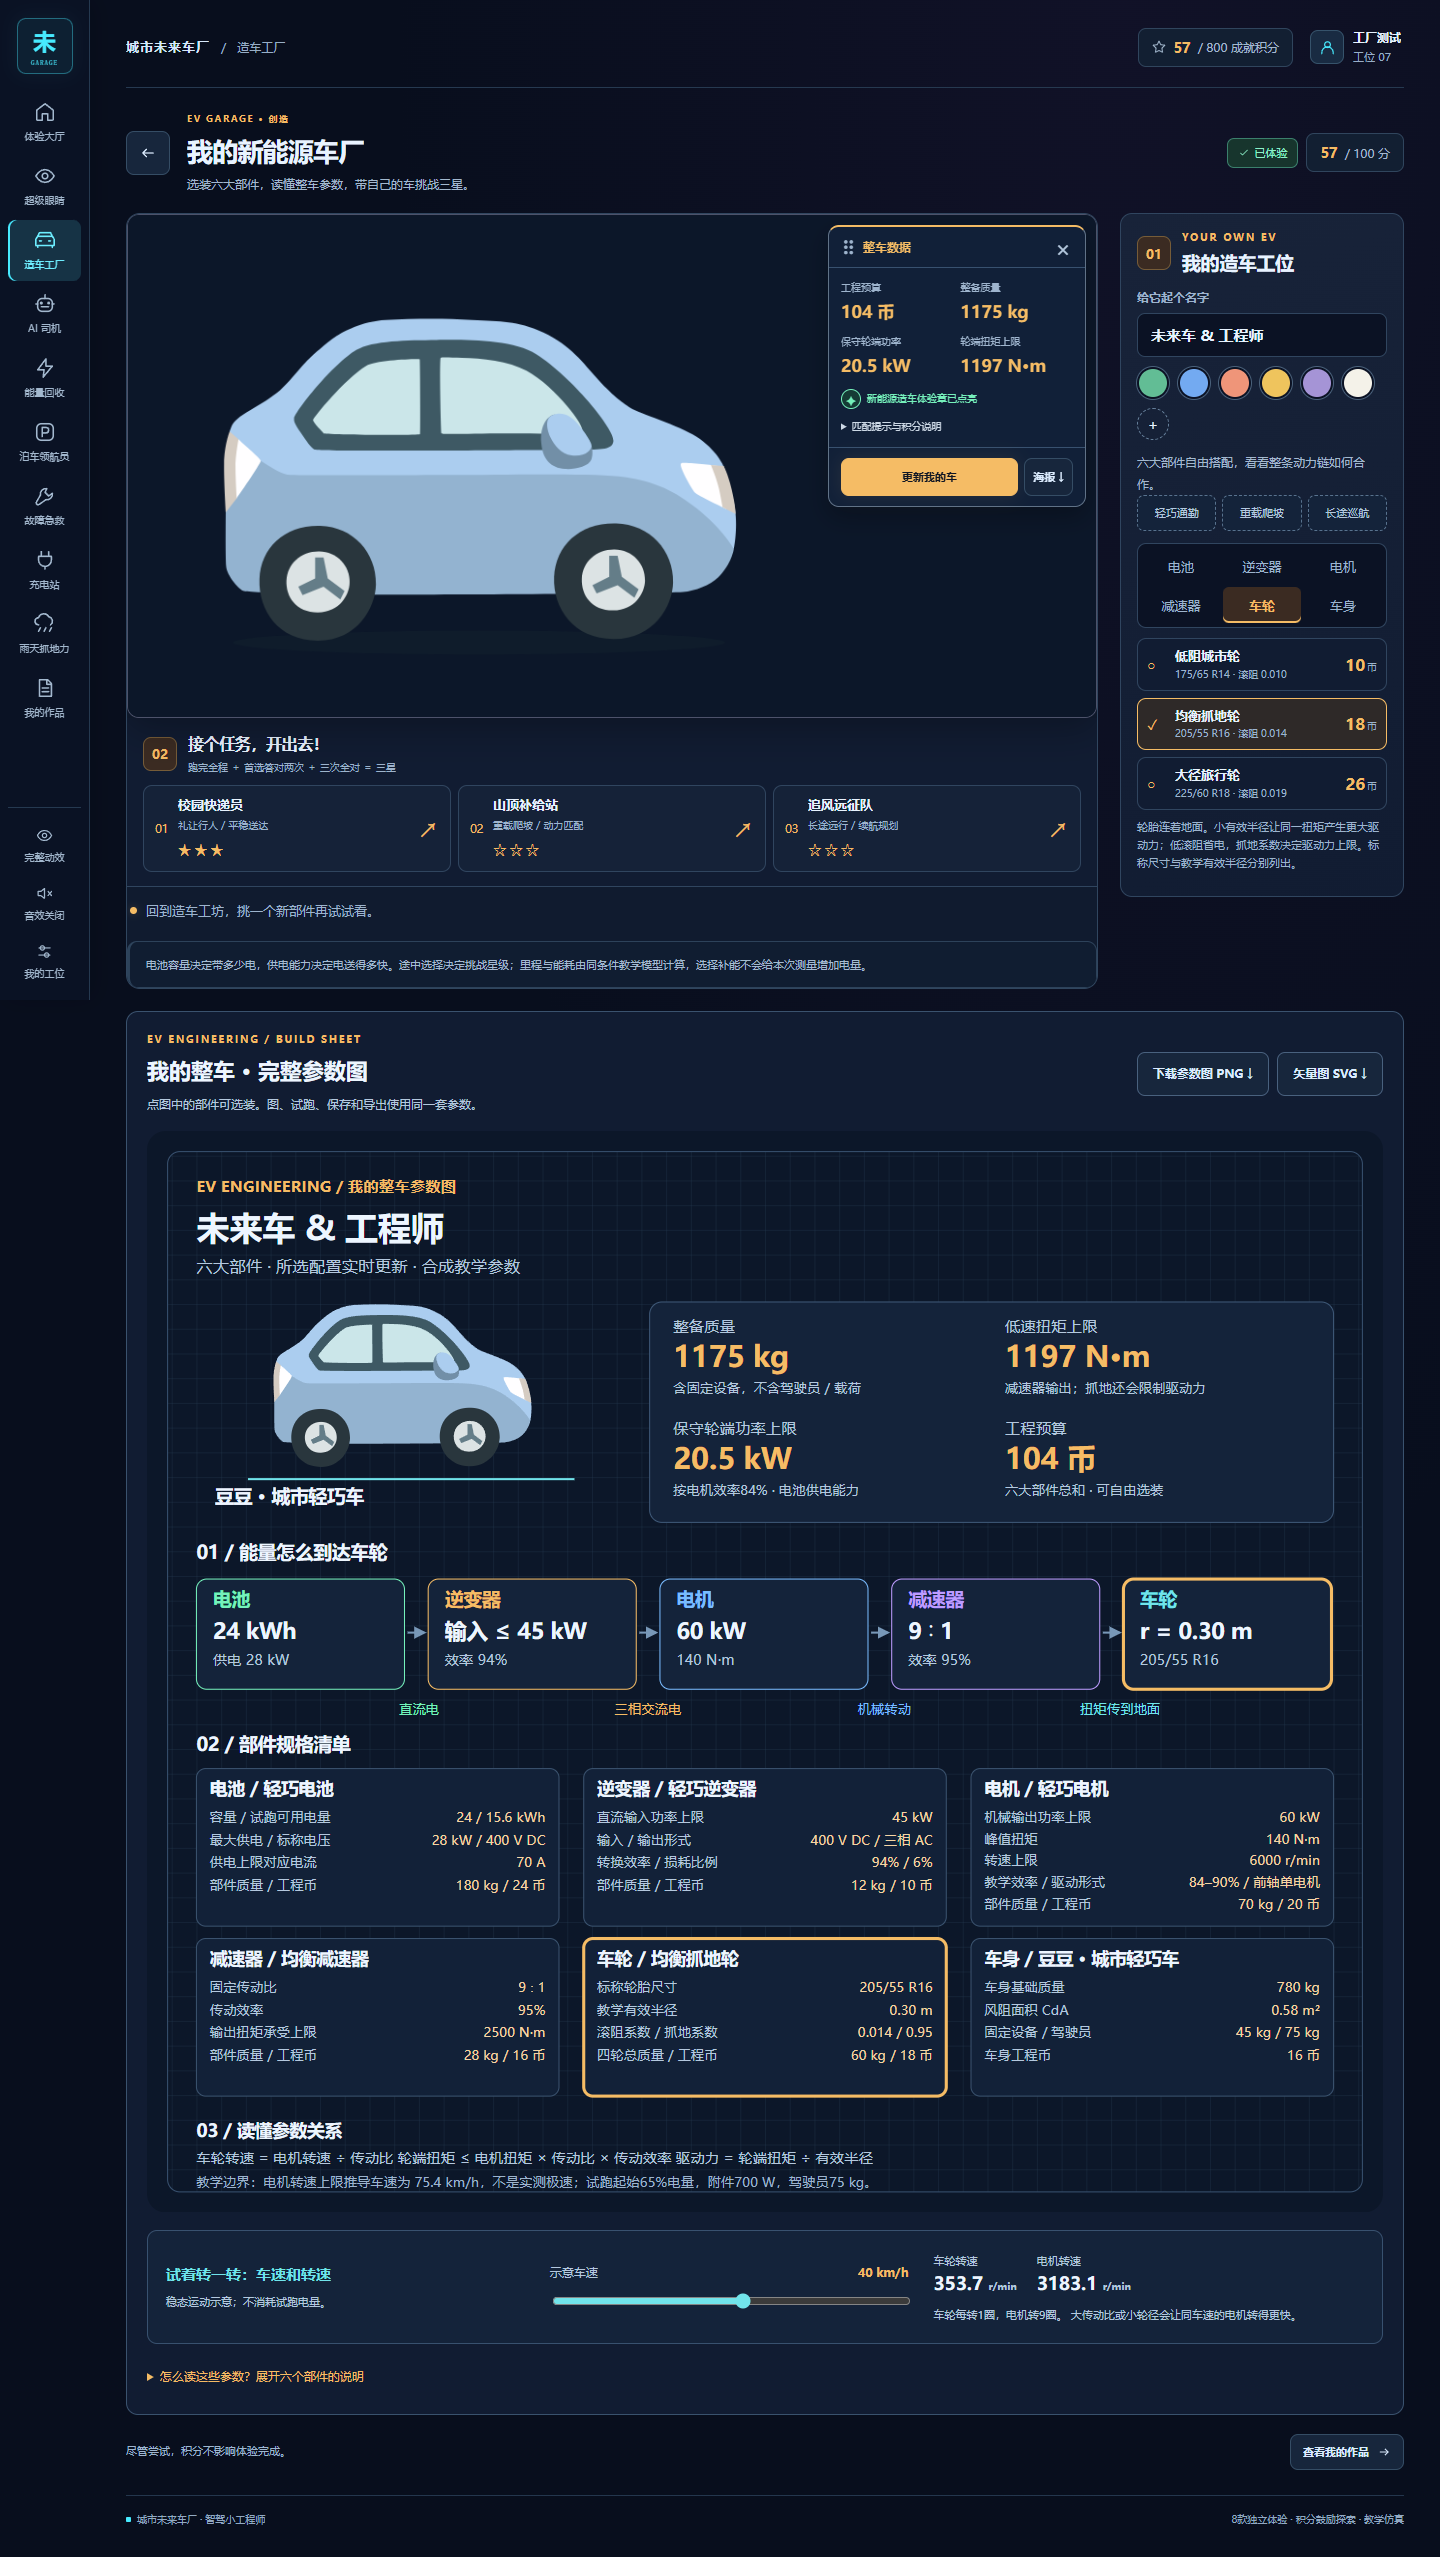 未
GARAGE
体验大厅
超级眼睛
造车工厂
AI 司机
能量回收
泊车领航员
故障急救
充电站
雨天抓地力
我的作品
完整动效
音效关闭
我的工位
城市未来车厂 / 造车工厂
57 / 800 成就积分
工厂测试
工位 07
EV GARAGE • 创造
我的新能源车厂
选装六大部件，读懂整车参数，带自己的车挑战三星。
✓ 已体验
57 / 100 分
整车数据
工程预算
104 币
整备质量
1175 kg
保守轮端功率
20.5 kW
轮端扭矩上限
1197 N•m
新能源造车体验章已点亮
匹配提示与积分说明
更新我的车
海报 ↓
02
接个任务，开出去！
跑完全程 + 首选答对两次 + 三次全对 = 三星
01
校园快递员
礼让行人 / 平稳送达
★★★
02
山顶补给站
重载爬坡 / 动力匹配
☆☆☆
03
追风远征队
长途远行 / 续航规划
☆☆☆
回到造车工坊，挑一个新部件再试试看。
电池容量决定带多少电，供电能力决定电送得多快。途中选择决定挑战星级；里程与能耗由同条件教学模型计算，选择补能不会给本次测量增加电量。
01
YOUR OWN EV
我的造车工位
给它起个名字
未来车 & 工程师
+
六大部件自由搭配，看看整条动力链如何合
作。
轻巧通勤
重载爬坡
长途巡航
电池
逆变器
电机
减速器
车轮
车身
低阻城市轮
175/65 R14 · 滚阻 0.010
10 币
✓
均衡抓地轮
205/55 R16 · 滚阻 0.014
18 币
大径旅行轮
225/60 R18 · 滚阻 0.019
26 币
轮胎连着地面。小有效半径让同一扭矩产生更大驱
动力；低滚阻省电，抓地系数决定驱动力上限。标
称尺寸与教学有效半径分别列出。
EV ENGINEERING / BUILD SHEET
我的整车 • 完整参数图
点图中的部件可选装。图、试跑、保存和导出使用同一套参数。
下载参数图 PNG ↓
矢量图 SVG ↓
EV ENGINEERING / 我的整车参数图
未来车 & 工程师
六大部件 · 所选配置实时更新 · 合成教学参数
豆豆 • 城市轻巧车
整备质量
1175 kg
含固定设备，不含驾驶员 / 载荷
低速扭矩上限
1197 N•m
减速器输出；抓地还会限制驱动力
保守轮端功率上限
20.5 kW
按电机效率84% · 电池供电能力
工程预算
104 币
六大部件总和 · 可自由选装
01 / 能量怎么到达车轮
电池
24 kWh
供电 28 kW
逆变器
输入 ≤ 45 kW
效率 94%
电机
60 kW
140 N·m
减速器
9 : 1
效率 95%
车轮
r = 0.30 m
205/55 R16
直流电
三相交流电
机械转动
扭矩传到地面
02 / 部件规格清单
电池 / 轻巧电池
容量 / 试跑可用电量 24 / 15.6 kWh
最大供电 / 标称电压 28 kW / 400 V DC
供电上限对应电流 70 A
部件质量 / 工程币 180 kg / 24 币
逆变器 / 轻巧逆变器
直流输入功率上限 45 kW
输入 / 输出形式 400 V DC / 三相 AC
转换效率 / 损耗比例 94% / 6%
部件质量 / 工程币 12 kg / 10 币
电机 / 轻巧电机
机械输出功率上限 60 kW
峰值扭矩 140 N·m
转速上限 6000 r/min
教学效率 / 驱动形式 84–90% / 前轴单电机
部件质量 / 工程币 70 kg / 20 币
减速器 / 均衡减速器
固定传动比 9 : 1
传动效率 95%
输出扭矩承受上限 2500 N·m
部件质量 / 工程币 28 kg / 16 币
车轮 / 均衡抓地轮
标称轮胎尺寸 205/55 R16
教学有效半径 0.30 m
滚阻系数 / 抓地系数 0.014 / 0.95
四轮总质量 / 工程币 60 kg / 18 币
车身 / 豆豆 • 城市轻巧车
车身基础质量 780 kg
风阻面积 CdA 0.58 m²
固定设备 / 驾驶员 45 kg / 75 kg
车身工程币 16 币
03 / 读懂参数关系
车轮转速 = 电机转速 ÷ 传动比 轮端扭矩 ≤ 电机扭矩 × 传动比 × 传动效率 驱动力 = 轮端扭矩 ÷ 有效半径
教学边界：电机转速上限推导车速为 75.4 km/h，不是实测极速；试跑起始65%电量，附件700 W，驾驶员75 kg。
试着转一转：车速和转速
稳态运动示意；不消耗试跑电量。
示意车速 40 km/h
车轮转速
353.7 r/min
电机转速
3183.1 r/min
车轮每转1圈，电机转9圈。 大传动比或小轮径会让同车速的电机转得更快。
怎么读这些参数？展开六个部件的说明
尽管尝试，积分不影响体验完成。
查看我的作品 →
城市未来车厂 · 智驾小工程师
8款独立体验 · 积分鼓励探索 · 教学仿真